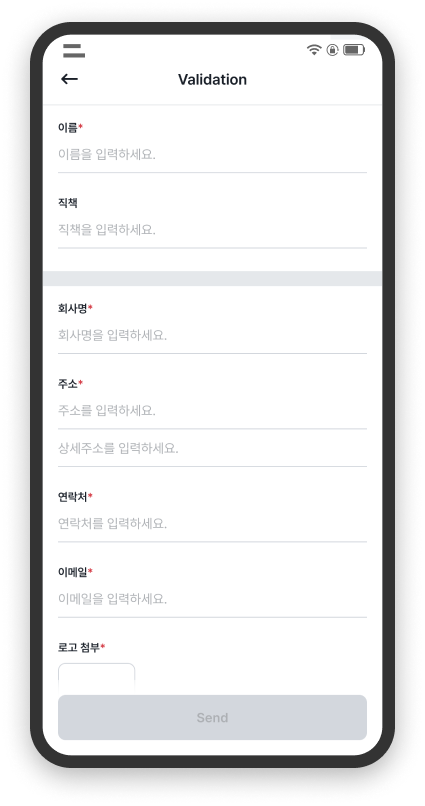 Validation
이름*
이름을 입력하세요.
직책
직책을 입력하세요.
회사명*
회사명을 입력하세요.
주소*
주소를 입력하세요.
상세주소를 입력하세요.
연락처*
연락처를 입력하세요.
이메일*
이메일을 입력하세요.
로고 첨부*
Send